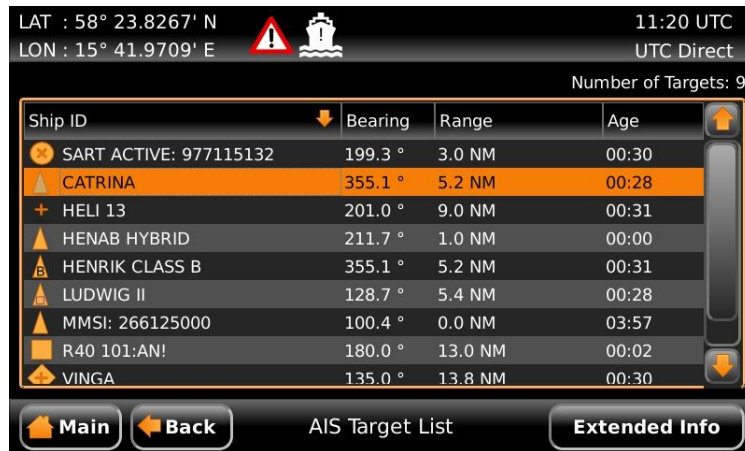 LAT : 58° 23.8267' N
11:20 UTC
LON : 15° 41.9709' E
UTC Direct
Number of Targets: 9
Ship ID Bearing Range Age
SART ACTIVE: 977115132 199.3 ° 3.0 NM 00:30
CATRINA 355.1 ° 5.2 NM 00:28
HELI 13 201.0 ° 9.0 NM 00:31
HENAB HYBRID 211.7 ° 1.0 NM 00:00
B HENRIK CLASS B 355.1 ° 5.2 NM 00:31
LUDWIG II 128.7 ° 5.4 NM 00:28
MMSI: 266125000 100.4 ° 0.0 NM 03:57
R40 101:AN! 180.0 ° 13.0 NM 00:02
VINGA 135.0 ° 13.8 NM 00:30
Main Back AIS Target List Extended Info